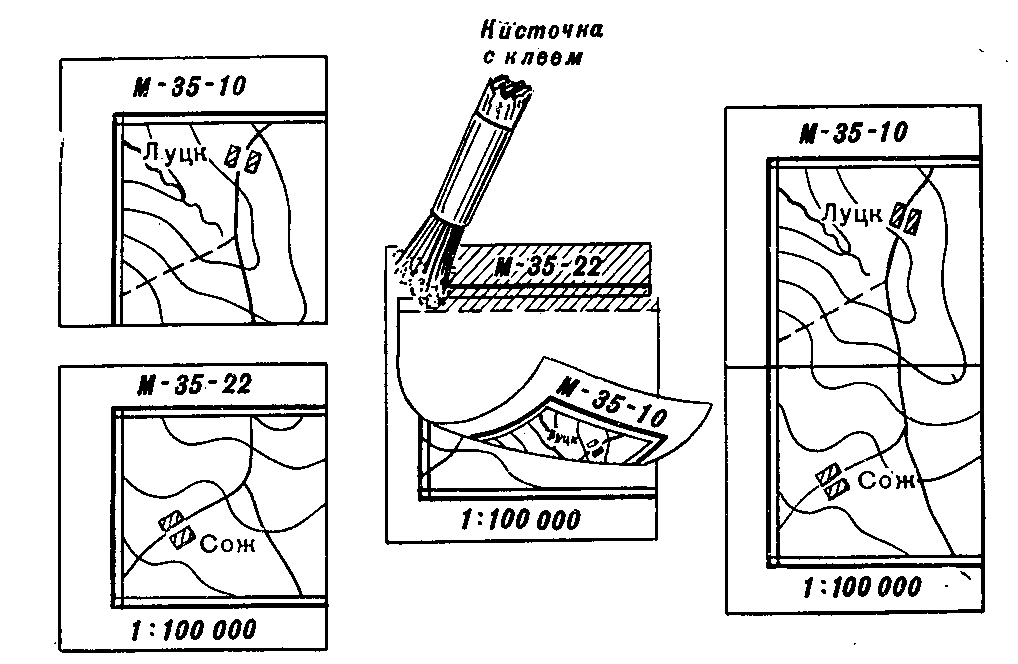 М-35-10
Луцк
М-35-22
Сож
1:100 000
Кисточка
с клеем
М-35-22
М-35-10
Луцк
1:100 000
М-35-10
Луцк
Сож
1:100 000